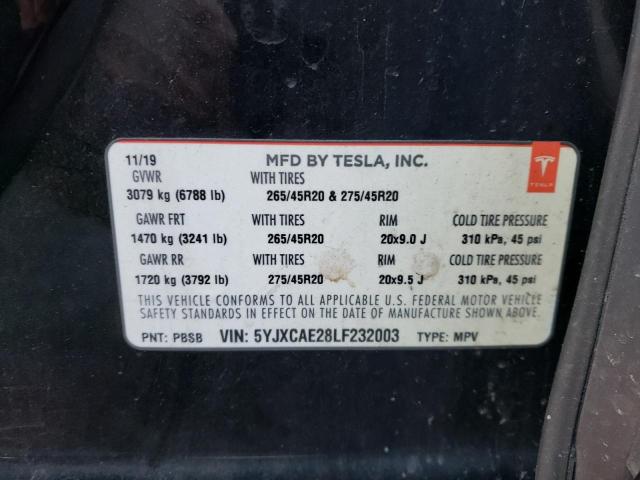 11/19 MFD BY TESLA, INC.
GVWR WITH TIRES
3079 kg (6788 lb) 265/45R20 & 275/45R20
GAWR FRT WITH TIRES RIM COLD TIRE PRESSURE
1470 kg (3241 lb) 265/45R20 20x9.0 J 310 kPa, 45 psi
GAWR RR WITH TIRES RIM COLD TIRE PRESSURE
1720 kg (3792 lb) 275/45R20 20x9.5 J 310 kPa, 45 psi
THIS VEHICLE CONFORMS TO ALL APPLICABLE U.S. FEDERAL MOTOR VEHICLE
SAFETY STANDARDS IN EFFECT ON THE DATE OF MANUFACTURE SHOWN ABOVE.
PNT: PBSB VIN: 5YJXCAE28LF232003 TYPE: MPV
TESLA